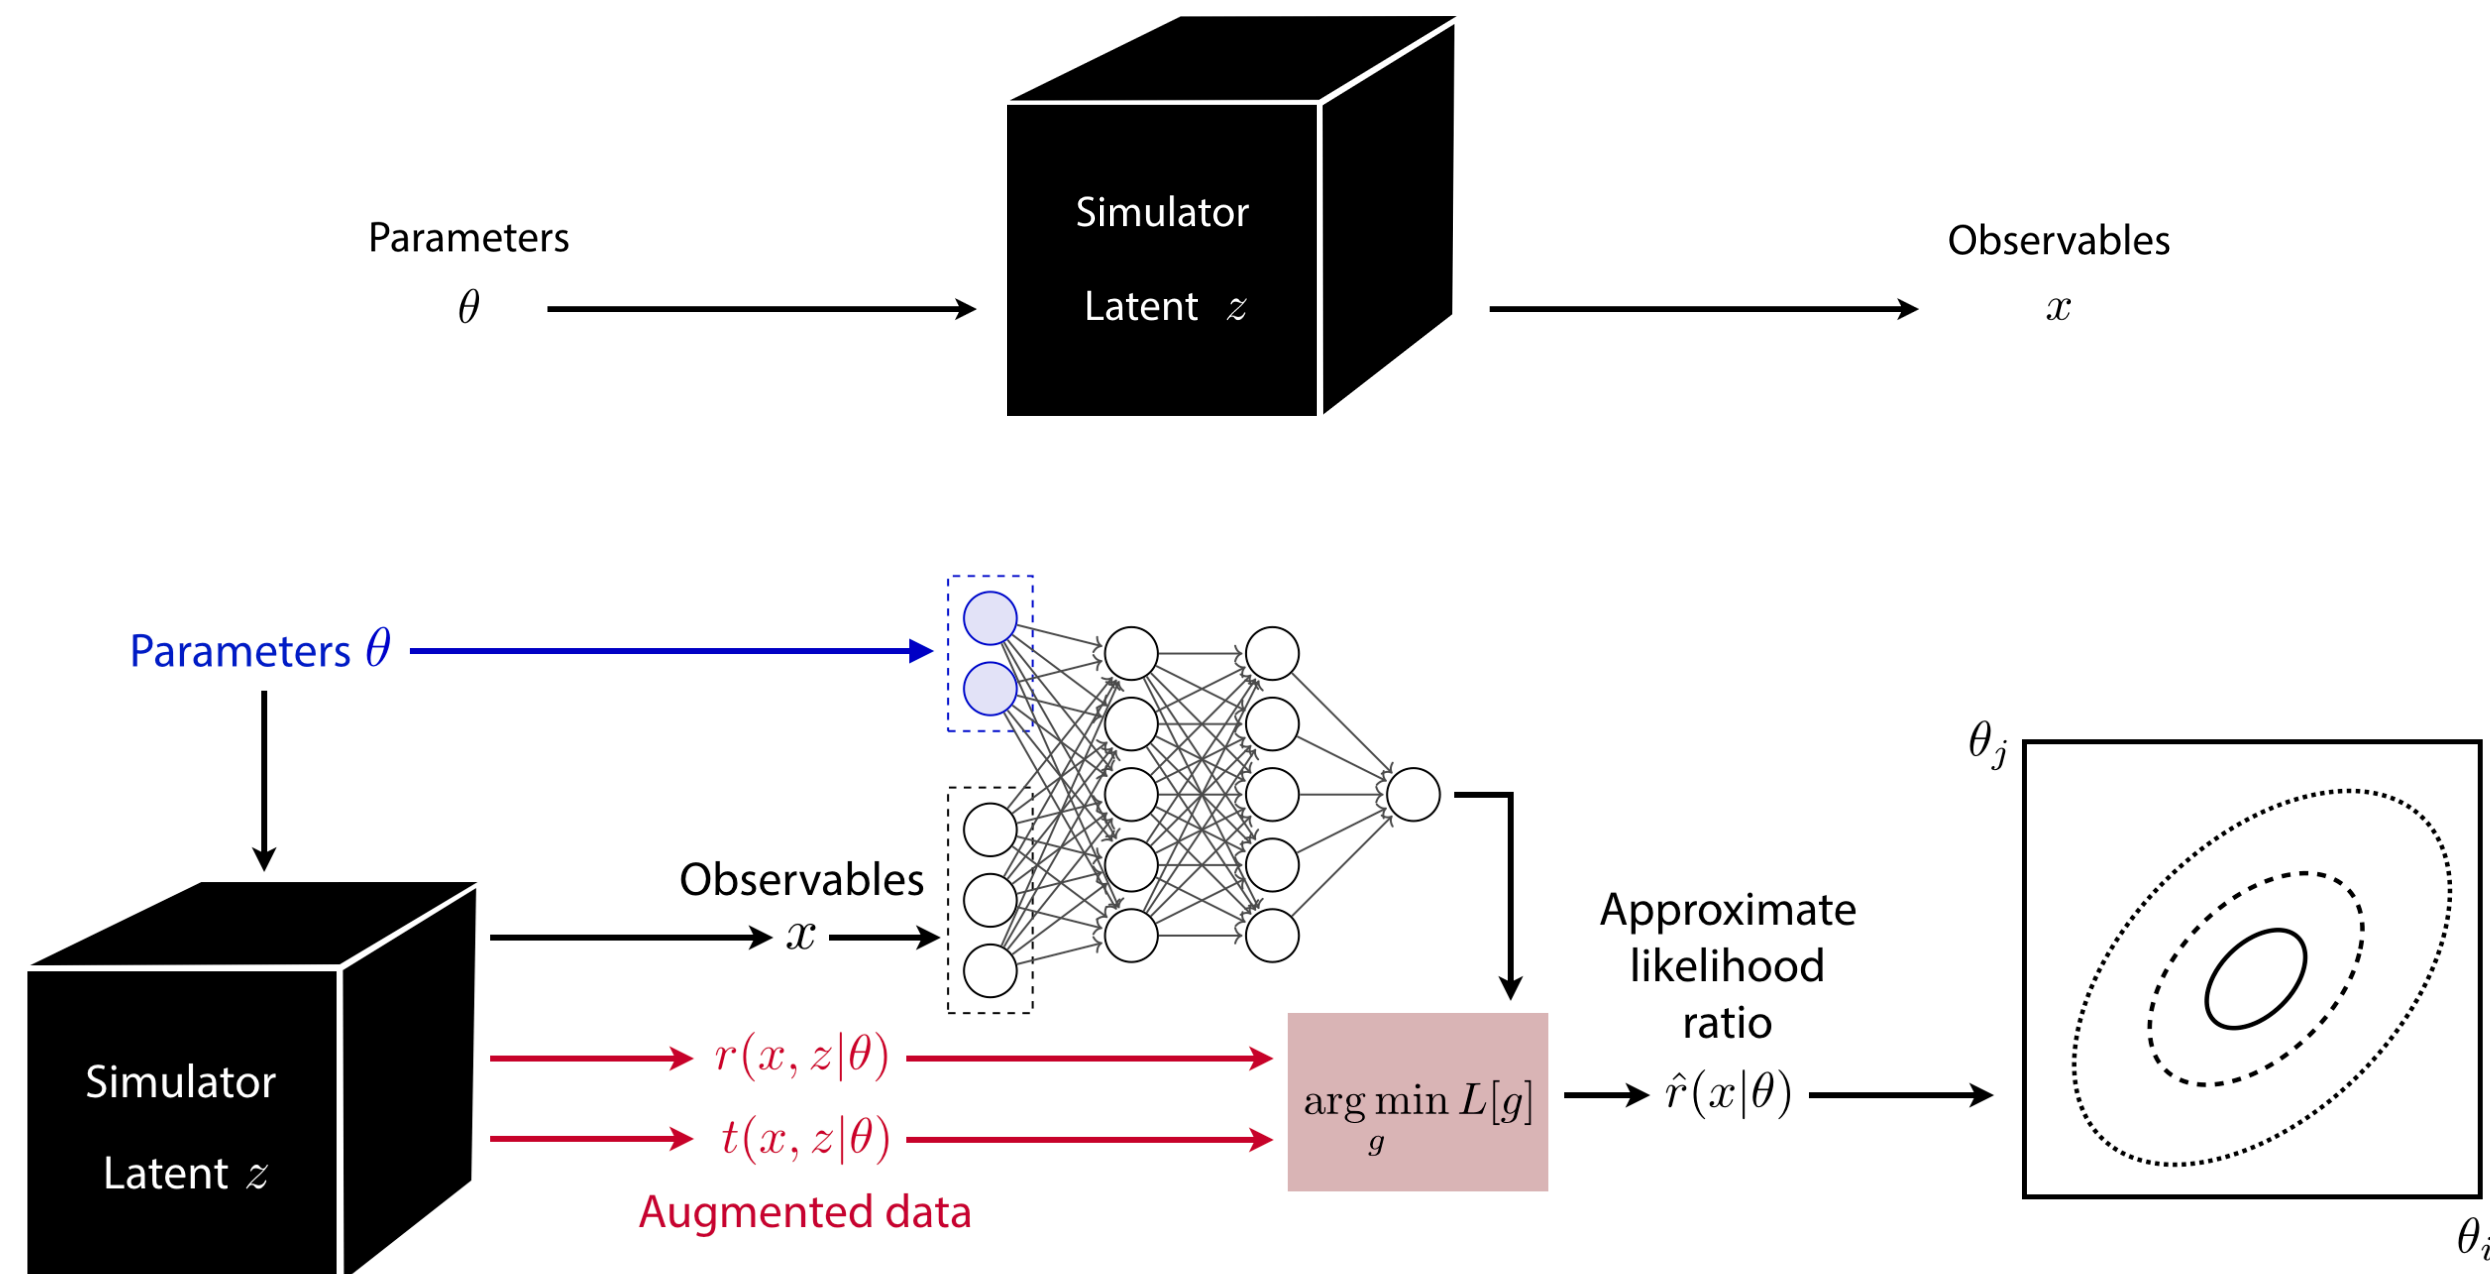 Parameters
θ
Simulator
Latent z
Observables
x
Parameters θ
Observables
x
Simulator
Latent z
r(x, z|θ)
t(x, z|θ)
Augmented data
arg min L[g]
g
Approximate
likelihood
ratio
r̂(x|θ)
θj
θi